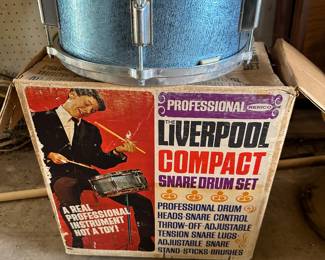 PROFESSIONAL
THE
LIVERPOOL
COMPACT
SNARE DRUM SET
A REAL
PROFESSIONAL
INSTRUMENT
NOT A TOY!
PROFESSIONAL DRUM
HEADS-SNARE CONTROL
THROW-OFF-ADJUSTABLE
TENSION SNARE LUGS
ADJUSTABLE SNARE
STAND-STICKS-BRUSHES